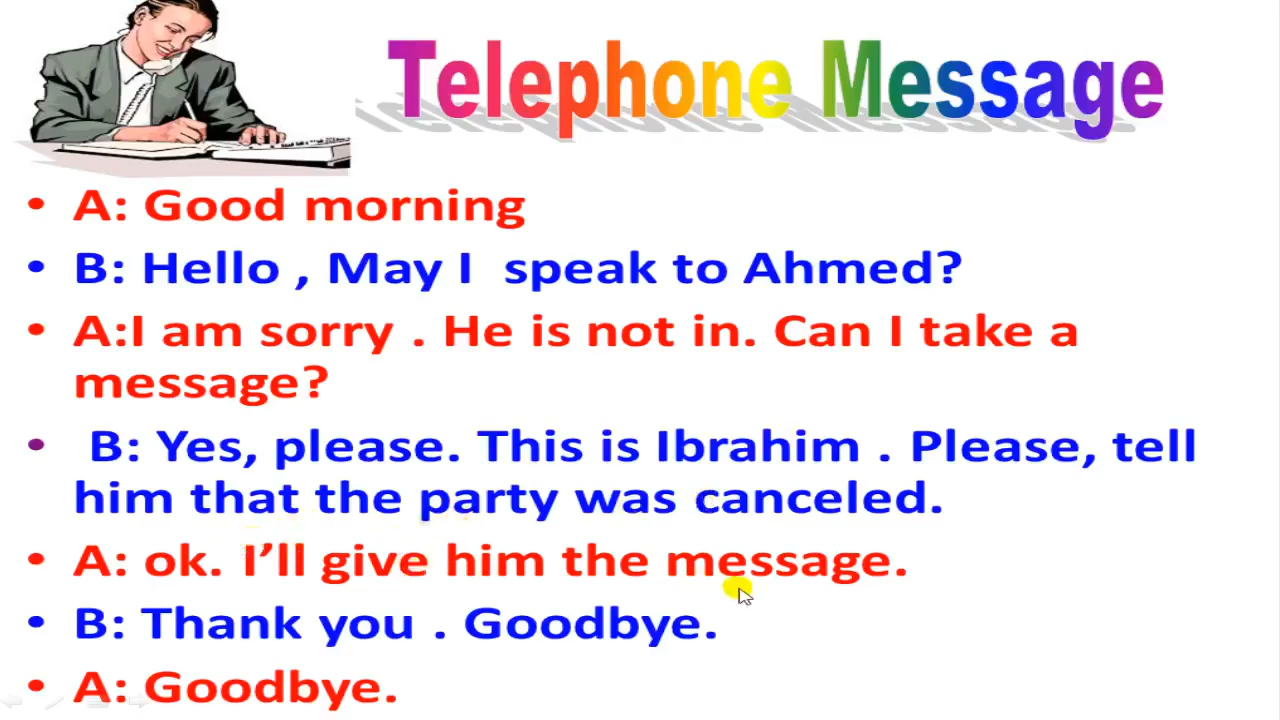 Telephone Message
• A: Good morning
• B: Hello , May I  speak to Ahmed?
• A:I am sorry . He is not in. Can I take a
message?
•  B: Yes, please. This is Ibrahim . Please, tell
him that the party was canceled.
• A: ok. I’ll give him the message.
• B: Thank you . Goodbye.
• A: Goodbye.